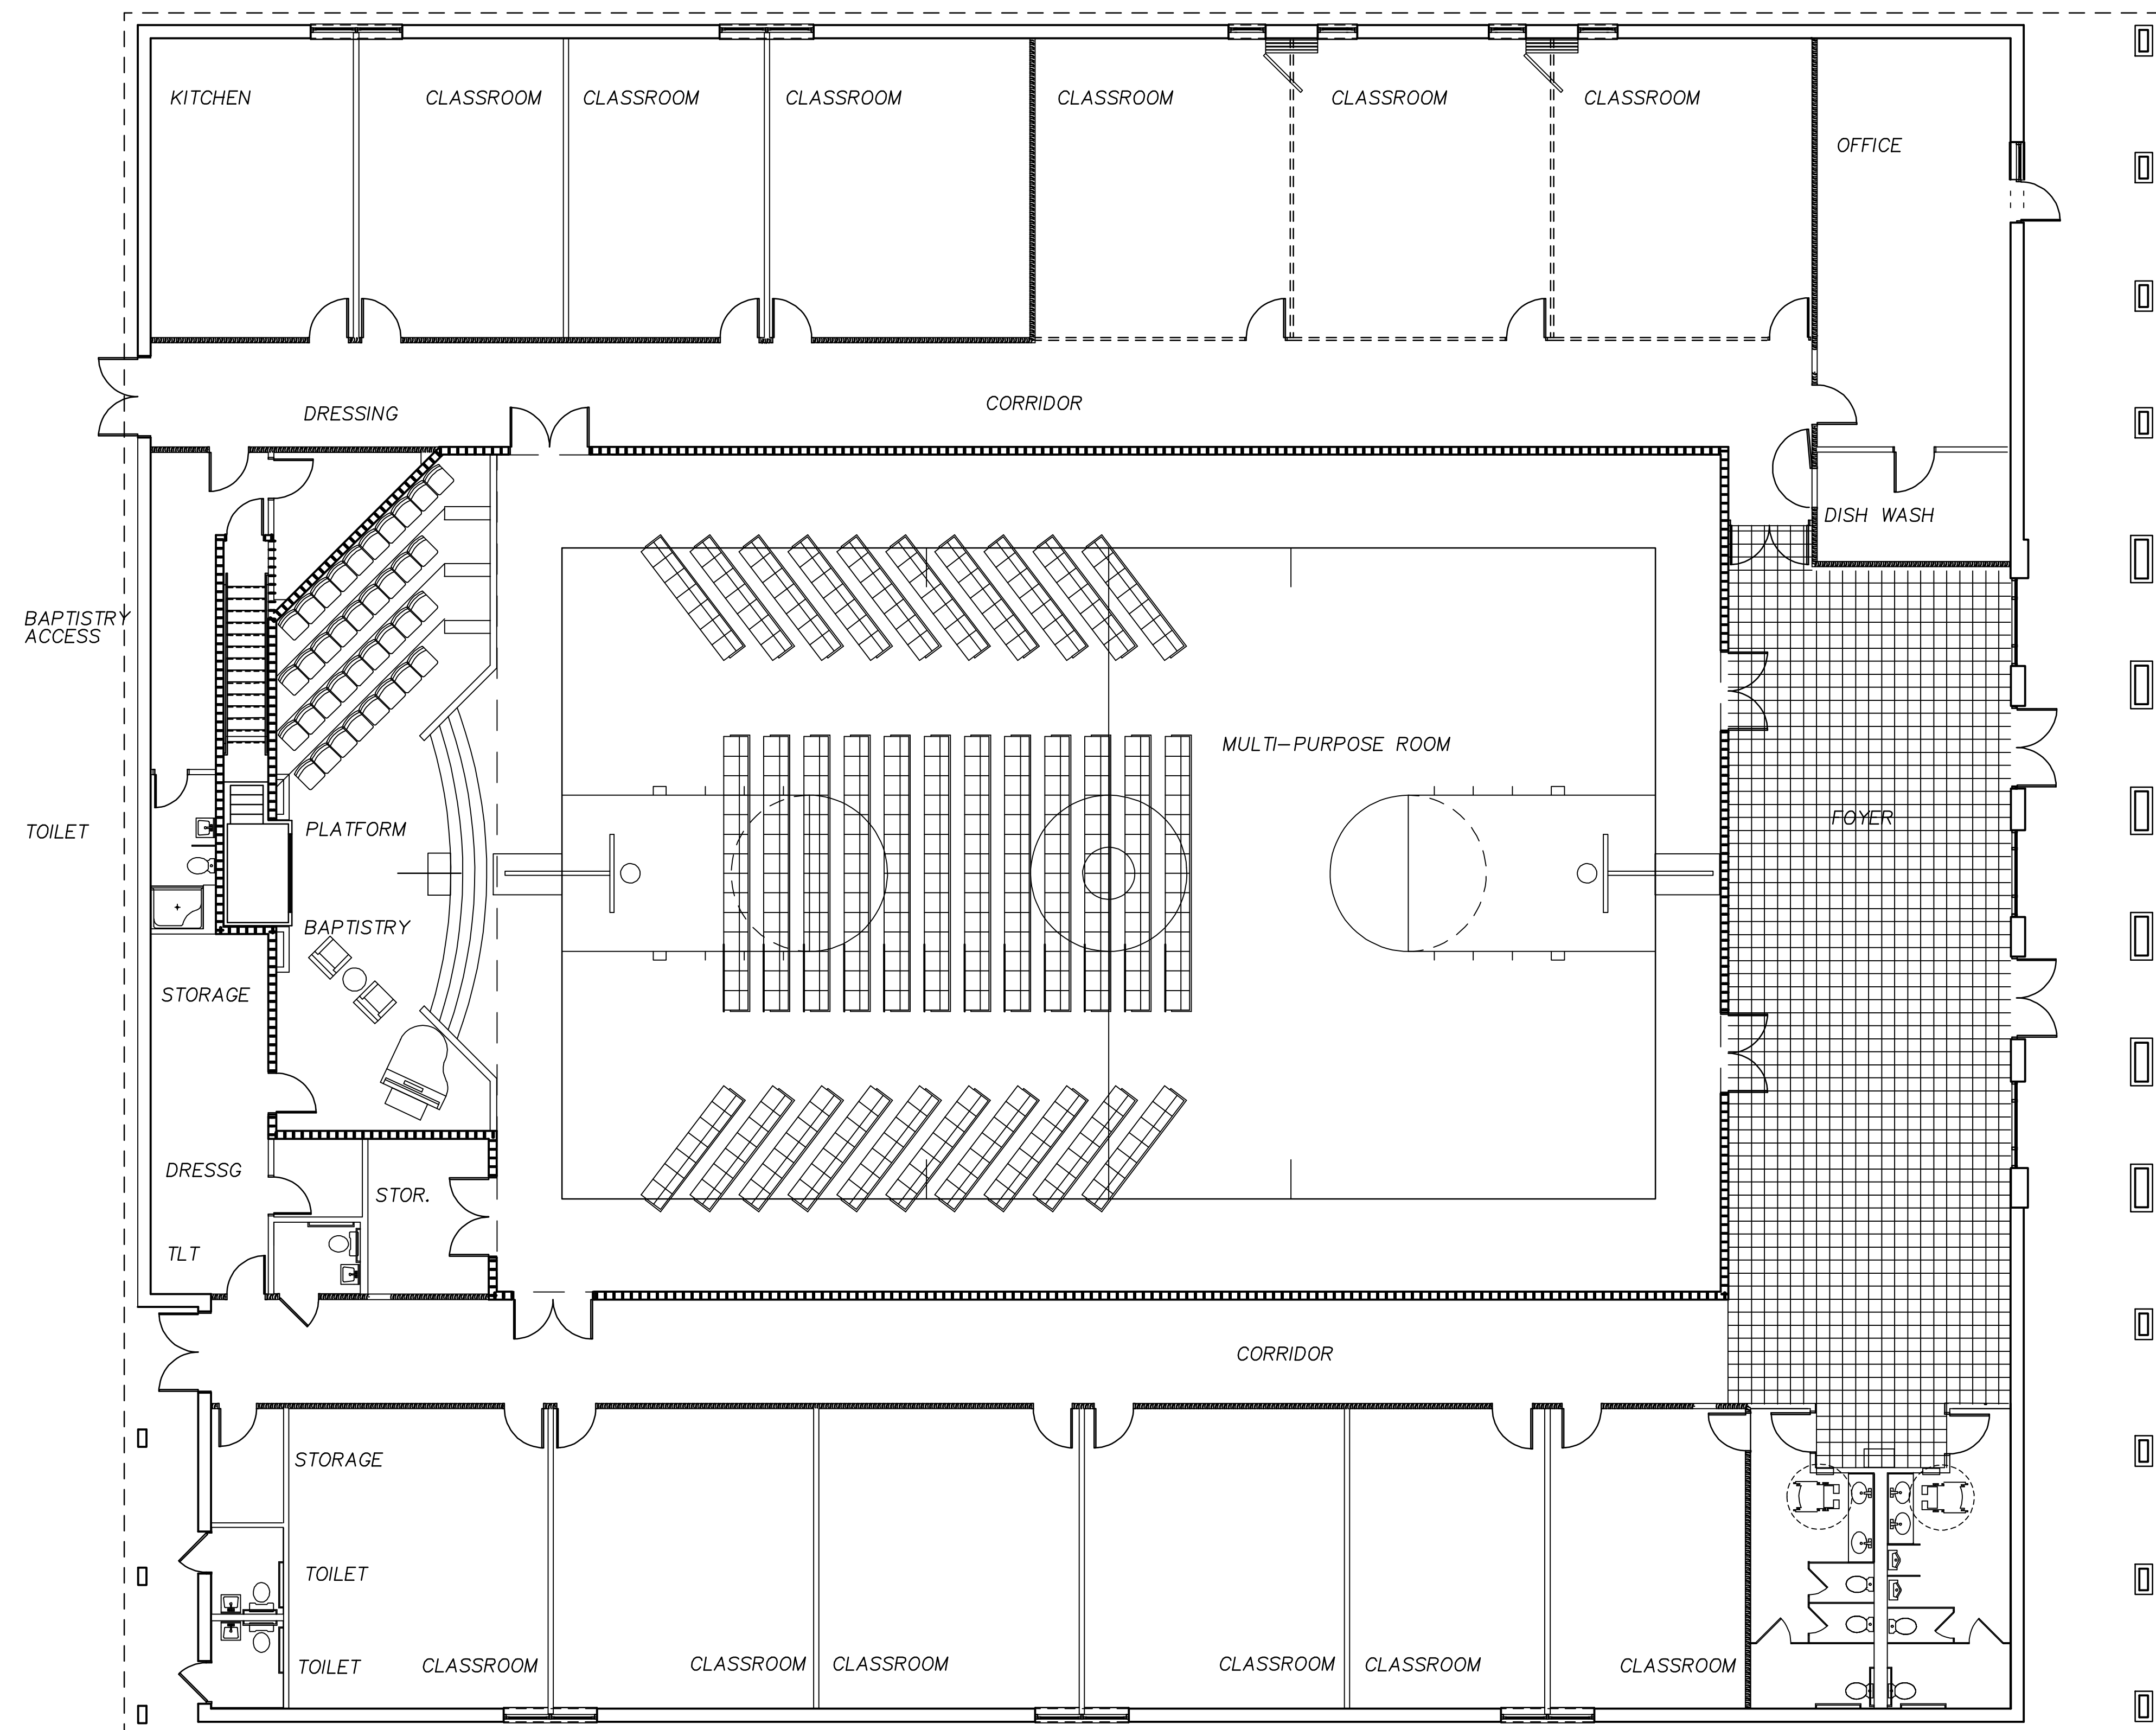 KITCHEN
CLASSROOM
CLASSROOM
CLASSROOM
CLASSROOM
CLASSROOM
CLASSROOM
OFFICE
DRESSING
CORRIDOR
DISH WASH
BAPTISTRY
ACCESS
MULTI-PURPOSE ROOM
TOILET
PLATFORM
FOYER
BAPTISTRY
STORAGE
DRESSG
STOR.
TLT
CORRIDOR
STORAGE
TOILET
TOILET
CLASSROOM
CLASSROOM
CLASSROOM
CLASSROOM
CLASSROOM
CLASSROOM